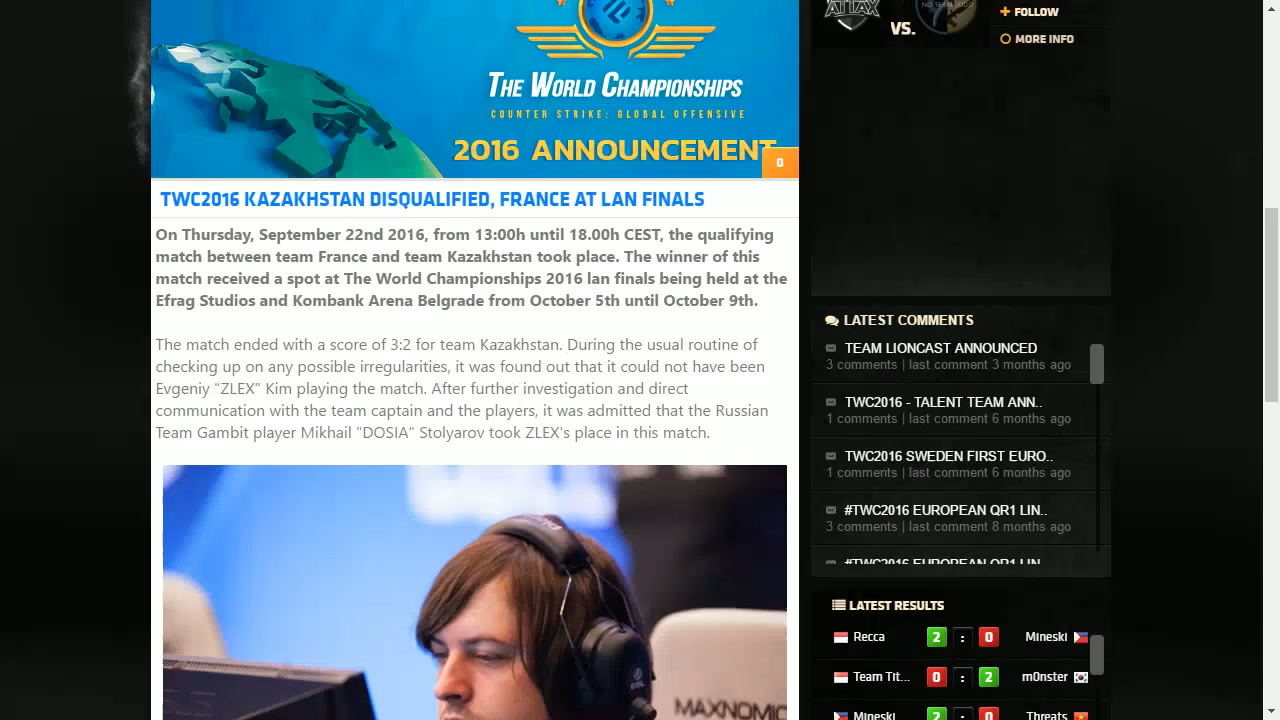 ATTAX
NO TEAM LOGO
VS.
FOLLOW
MORE INFO
THE WORLD CHAMPIONSHIPS
COUNTER STRIKE: GLOBAL OFFENSIVE
2016 ANNOUNCEMENT
0
TWC2016 KAZAKHSTAN DISQUALIFIED, FRANCE AT LAN FINALS
On Thursday, September 22nd 2016, from 13:00h until 18.00h CEST, the qualifying
match between team France and team Kazakhstan took place. The winner of this
match received a spot at The World Championships 2016 lan finals being held at the
Efrag Studios and Kombank Arena Belgrade from October 5th until October 9th.
The match ended with a score of 3:2 for team Kazakhstan. During the usual routine of
checking up on any possible irregularities, it was found out that it could not have been
Evgeniy "ZLEX" Kim playing the match. After further investigation and direct
communication with the team captain and the players, it was admitted that the Russian
Team Gambit player Mikhail "DOSIA" Stolyarov took ZLEX's place in this match.
MAXNOMIC
LATEST COMMENTS
TEAM LIONCAST ANNOUNCED
3 comments | last comment 3 months ago
TWC2016 - TALENT TEAM ANN..
1 comments | last comment 6 months ago
TWC2016 SWEDEN FIRST EURO..
1 comments | last comment 6 months ago
#TWC2016 EUROPEAN QR1 LIN..
3 comments | last comment 8 months ago
#TWC2016 EUROPEAN QR1 LIN
LATEST RESULTS
Recca 2 : 0 Mineski
Team Tit... 0 : 2 m0nster
Mineski 2 : 0 Threats